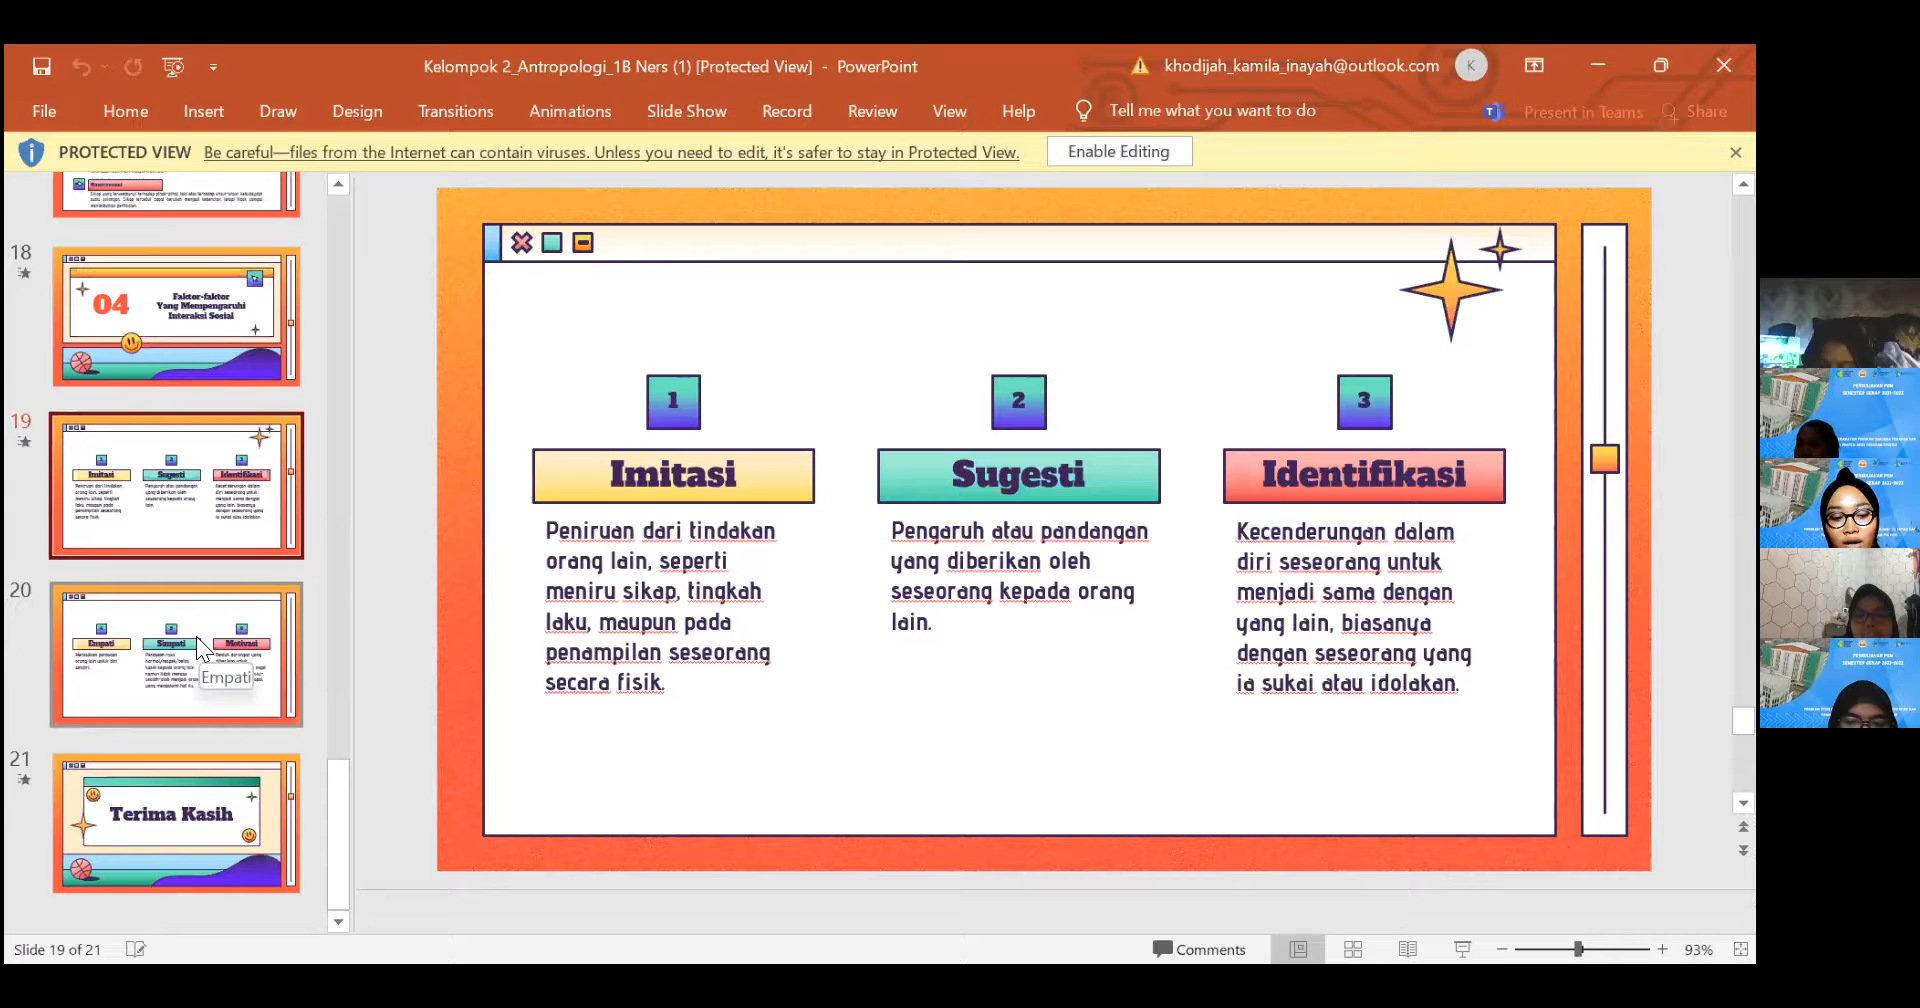 Kelompok 2_Antropologi_1B Ners (1) [Protected View] - PowerPoint
khodijah_kamila_inayah@outlook.com
K
File Home Insert Draw Design Transitions Animations Slide Show Record Review View Help Tell me what you want to do
Present in Teams Share
PROTECTED VIEW Be careful—files from the Internet can contain viruses. Unless you need to edit, it's safer to stay in Protected View. Enable Editing
18
04
Faktor-faktor
Yang Mempengaruhi
Interaksi Sosial
19
Imitasi Sugesti Identifikasi
20
Empati Simpati Motivasi
Empati
21
Terima Kasih
1
Imitasi
Peniruan dari tindakan
orang lain, seperti
meniru sikap, tingkah
laku, maupun pada
penampilan seseorang
secara fisik.
2
Sugesti
Pengaruh atau pandangan
yang diberikan oleh
seseorang kepada orang
lain.
3
Identifikasi
Kecenderungan dalam
diri seseorang untuk
menjadi sama dengan
yang lain, biasanya
dengan seseorang yang
ia sukai atau idolakan.
Slide 19 of 21
Comments
93%